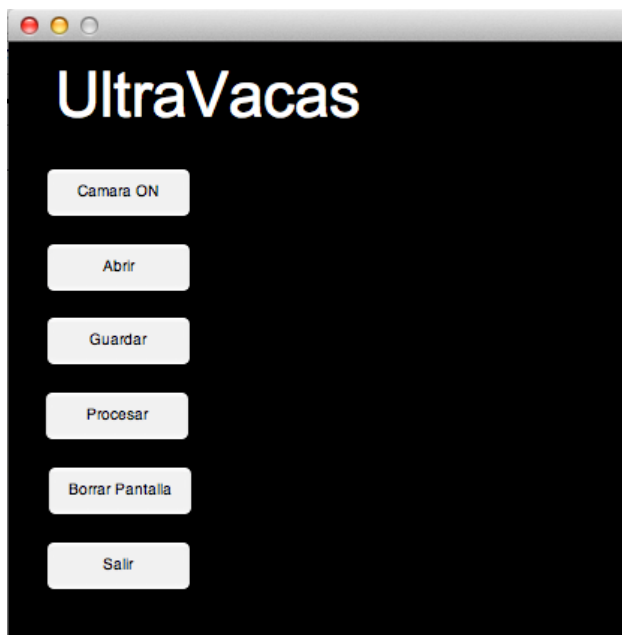 UltraVacas
Camara ON
Abrir
Guardar
Procesar
Borrar Pantalla
Salir